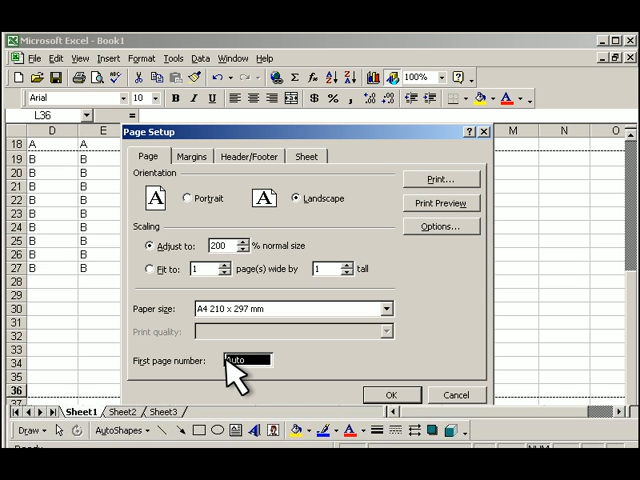 Microsoft Excel - Book1
File Edit View Insert Format Tools Data Window Help
100%
Arial 10 B I U $ %
L36 =
D E M N O
18 A A
19 B B
20 B B
21 B B
22 B B
23 B B
24 B B
25 B B
26 B B
27 B B
28
29
30
31
32
33
34
35
36
Page Setup
Page Margins Header/Footer Sheet
Orientation
A Portrait A Landscape
Scaling
Adjust to: 200 % normal size
Fit to: 1 page(s) wide by 1 tall
Paper size: A4 210 x 297 mm
Print quality:
First page number: Auto
Print...
Print Preview
Options...
OK Cancel
Sheet1 Sheet2 Sheet3
Draw AutoShapes